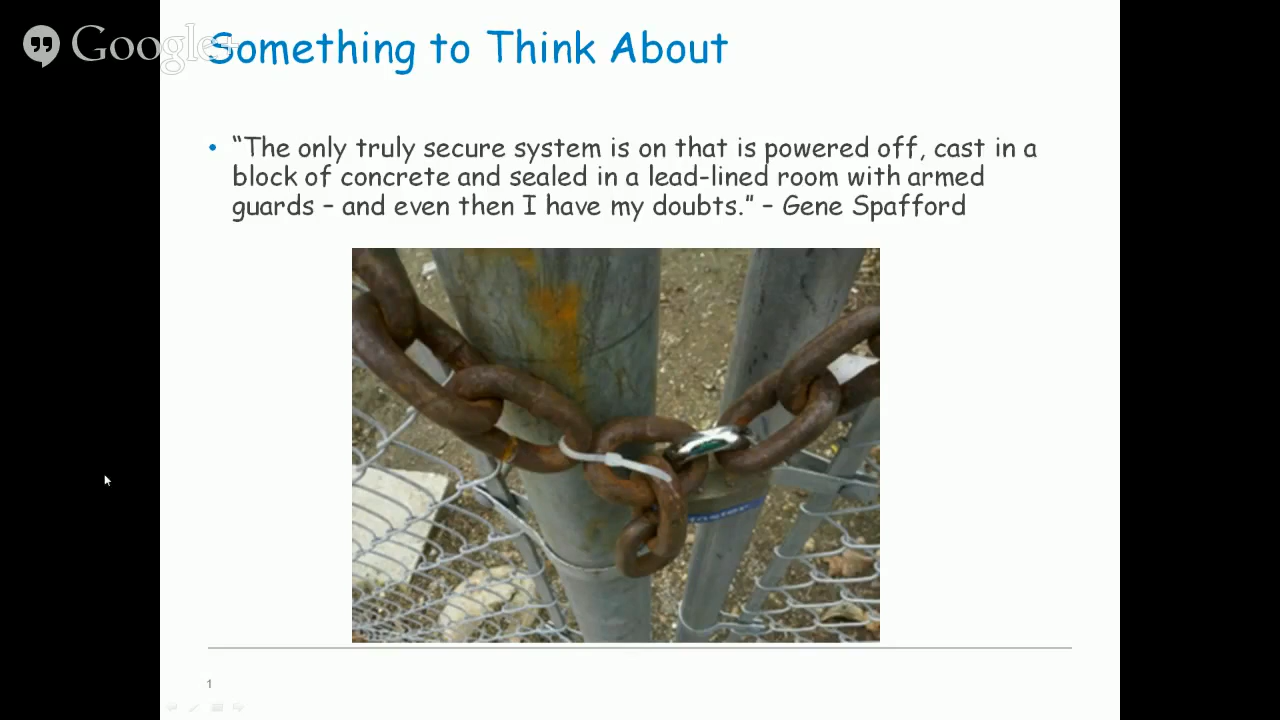 Google+
Something to Think About
• “The only truly secure system is on that is powered off, cast in a
block of concrete and sealed in a lead-lined room with armed
guards – and even then I have my doubts.” – Gene Spafford
1